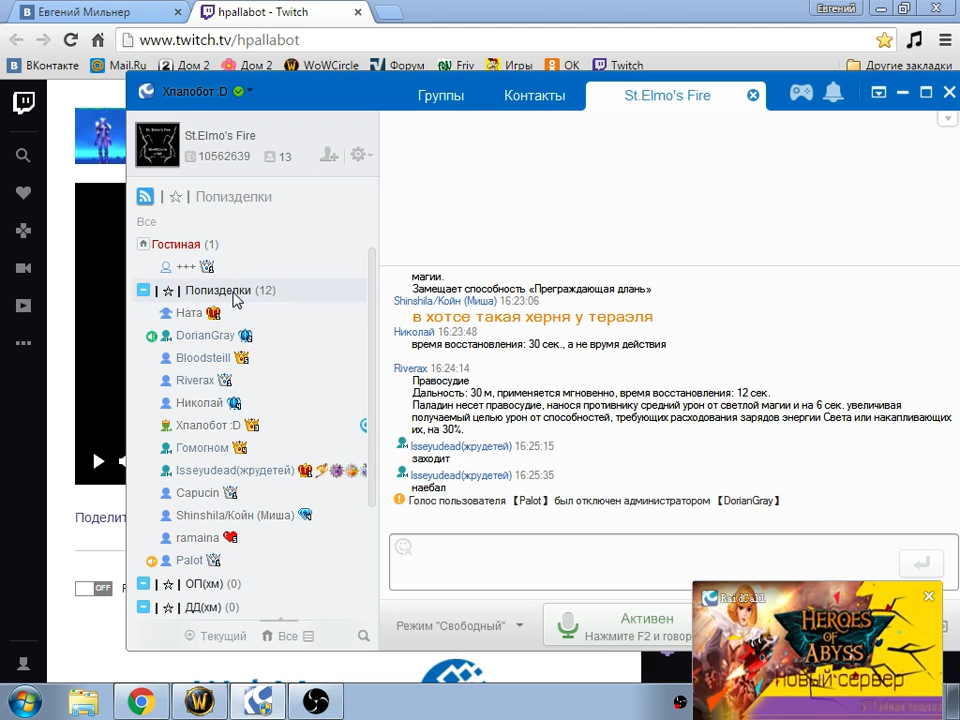 Евгений Мильнер
hpallabot - Twitch
Евгений
www.twitch.tv/hpallabot
ВКонтакте
Mail.Ru
Дом 2
Дом 2
WoWCircle
Форум
Friv
Игры
OK
Twitch
Другие закладки
Хпалобот :D
Группы
Контакты
St.Elmo's Fire
St.Elmo's Fire
10562639
13
| ☆ | Попизделки
Все
Гостиная (1)
+++
| ☆ | Попизделки (12)
Ната
DorianGray
Bloodsteill
Riverax
Николай
Хпалобот :D
Гомогном
Isseyudead(жрудетей)
Capucin
Shinshila/Койн (Миша)
ramaina
Palot
| ☆ | ОП(хм) (0)
| ☆ | ДД(хм) (0)
Текущий
Все
магии.
Замещает способность «Преграждающая длань»
Shinshila/Койн (Миша) 16:23:06
в хотсе такая херня у тераэля
Николай 16:23:48
время восстановления: 30 сек., а не врумя действия
Riverax 16:24:14
Правосудие
Дальность: 30 м, применяется мгновенно, время восстановления: 12 сек.
Паладин несет правосудие, нанося противнику средний урон от светлой магии и на 6 сек. увеличивая
получаемый целью урон от способностей, требующих расходования зарядов энергии Света или накапливающих
их, на 30%.
Isseyudead(жрудетей) 16:25:15
заходит
Isseyudead(жрудетей) 16:25:35
наебал
Голос пользователя 【Palot】 был отключен администратором 【DorianGray】
Режим "Свободный"
Активен
Нажмите F2 и говор
Поделит
OFF
RaidCall
HEROES
OF
ABYSS
новый сервер